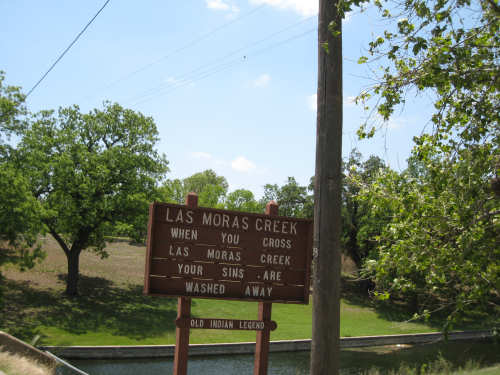 LAS MORAS CREEK
WHEN YOU CROSS
LAS MORAS CREEK
YOUR SINS ARE
WASHED AWAY
OLD INDIAN LEGEND